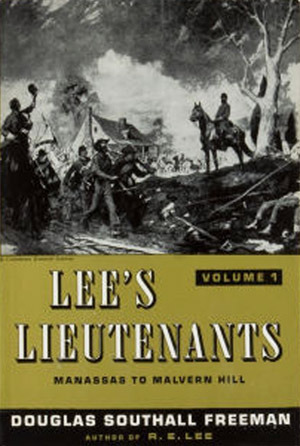 VOLUME 1
LEE'S
LIEUTENANTS
MANASSAS TO MALVERN HILL
DOUGLAS SOUTHALL FREEMAN
AUTHOR OF R. E. LEE